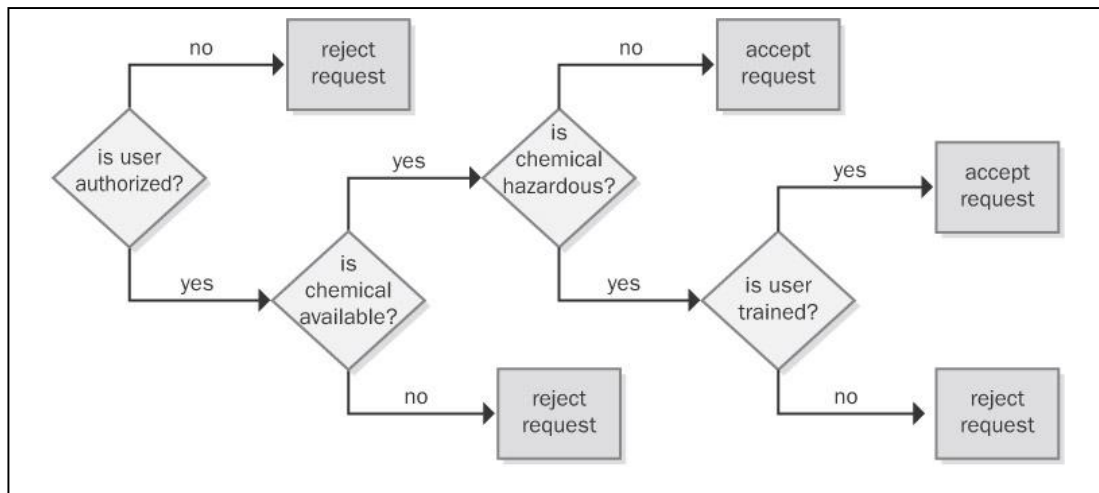 no
reject
request
is user
authorized?
yes
is
chemical
available?
no
reject
request
yes
is
chemical
hazardous?
no
accept
request
yes
is user
trained?
yes
accept
request
no
reject
request